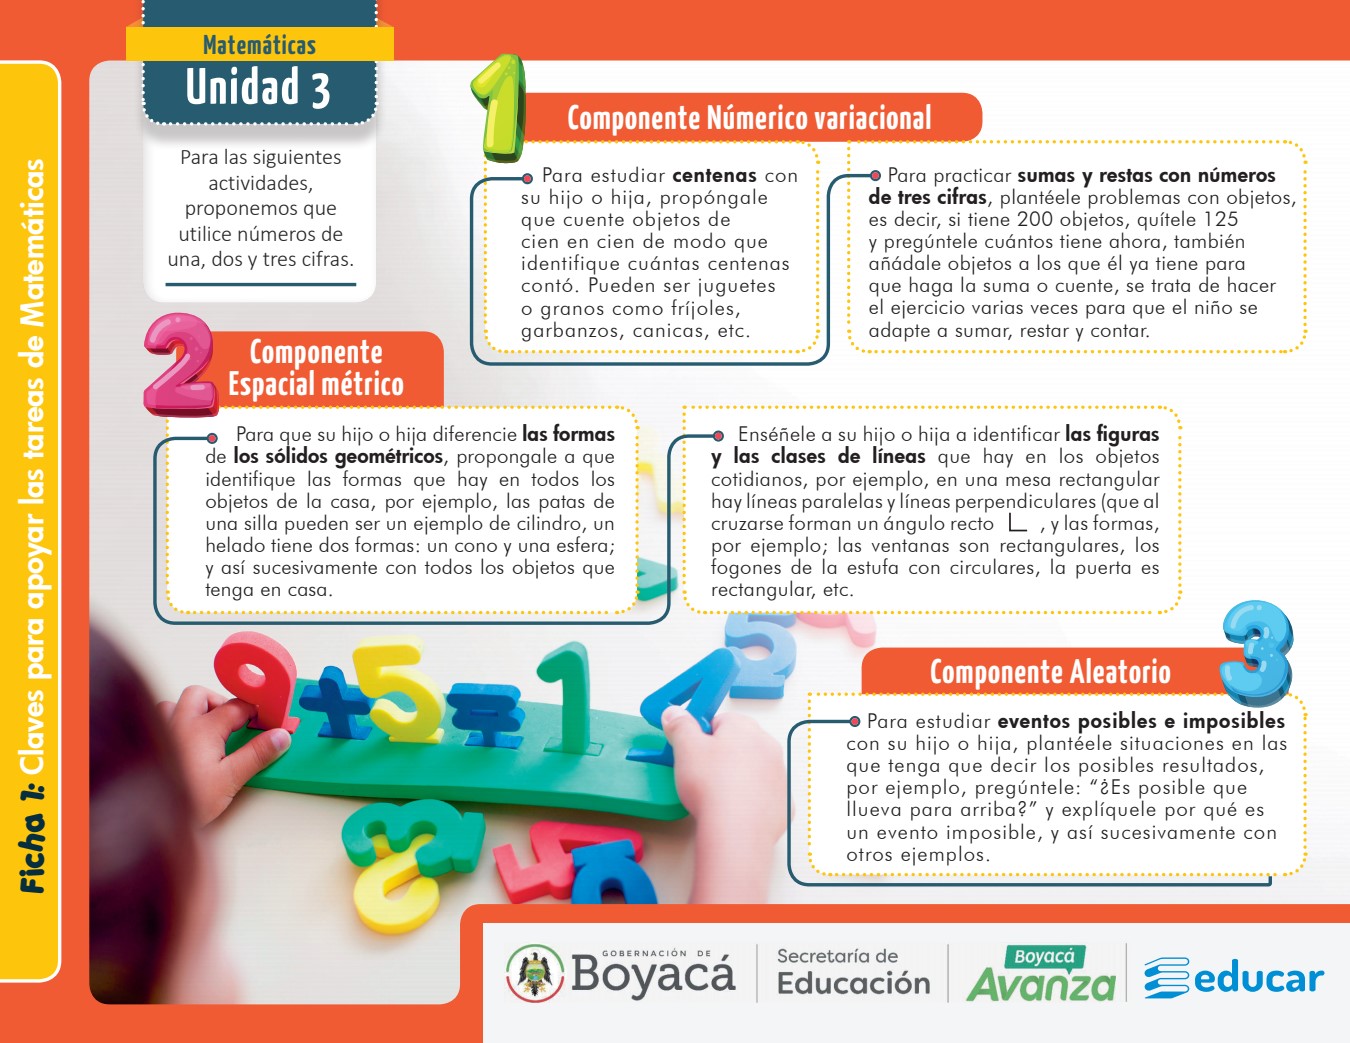 Matemáticas
Unidad 3
Para las siguientes
actividades,
proponemos que
utilice números de
una, dos y tres cifras.
Ficha 1: Claves para apoyar las tareas de Matemáticas
1
Componente Númerico variacional
Para estudiar centenas con
su hijo o hija, propóngale
que cuente objetos de
cien en cien de modo que
identifique cuántas centenas
contó. Pueden ser juguetes
o granos como fríjoles,
garbanzos, canicas, etc.
Para practicar sumas y restas con números
de tres cifras, plantéele problemas con objetos,
es decir, si tiene 200 objetos, quítele 125
y pregúntele cuántos tiene ahora, también
añádale objetos a los que él ya tiene para
que haga la suma o cuente, se trata de hacer
el ejercicio varias veces para que el niño se
adapte a sumar, restar y contar.
2
Componente
Espacial métrico
Para que su hijo o hija diferencie las formas
de los sólidos geométricos, propongale a que
identifique las formas que hay en todos los
objetos de la casa, por ejemplo, las patas de
una silla pueden ser un ejemplo de cilindro, un
helado tiene dos formas: un cono y una esfera;
y así sucesivamente con todos los objetos que
tenga en casa.
Enséñele a su hijo o hija a identificar las figuras
y las clases de líneas que hay en los objetos
cotidianos, por ejemplo, en una mesa rectangular
hay líneas paralelas y líneas perpendiculares (que al
cruzarse forman un ángulo recto , y las formas,
por ejemplo; las ventanas son rectangulares, los
fogones de la estufa con circulares, la puerta es
rectangular, etc.
3
Componente Aleatorio
Para estudiar eventos posibles e imposibles
con su hijo o hija, plantéele situaciones en las
que tenga que decir los posibles resultados,
por ejemplo, pregúntele: “¿Es posible que
llueva para arriba?” y explíquele por qué es
un evento imposible, y así sucesivamente con
otros ejemplos.
9 + 5 = 1 4
GOBERNACIÓN DE
Boyacá
Secretaría de
Educación
Boyacá
Avanza
educar